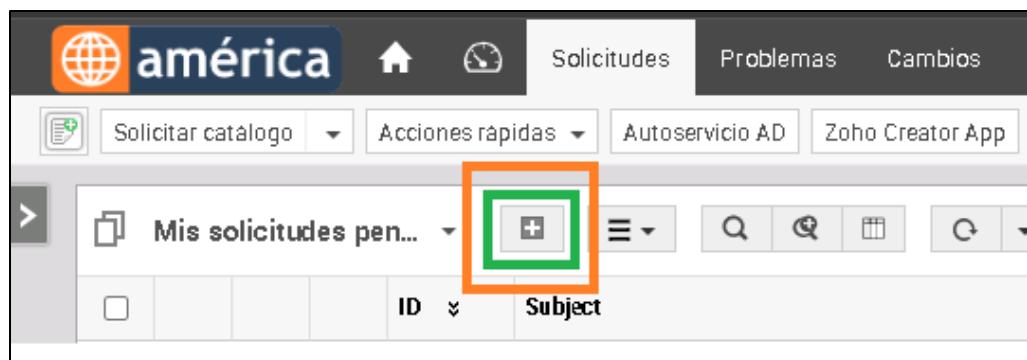 américa Solicitudes Problemas Cambios
Solicitar catálogo Acciones rápidas Autoservicio AD Zoho Creator App
Mis solicitudes pen...
ID Subject